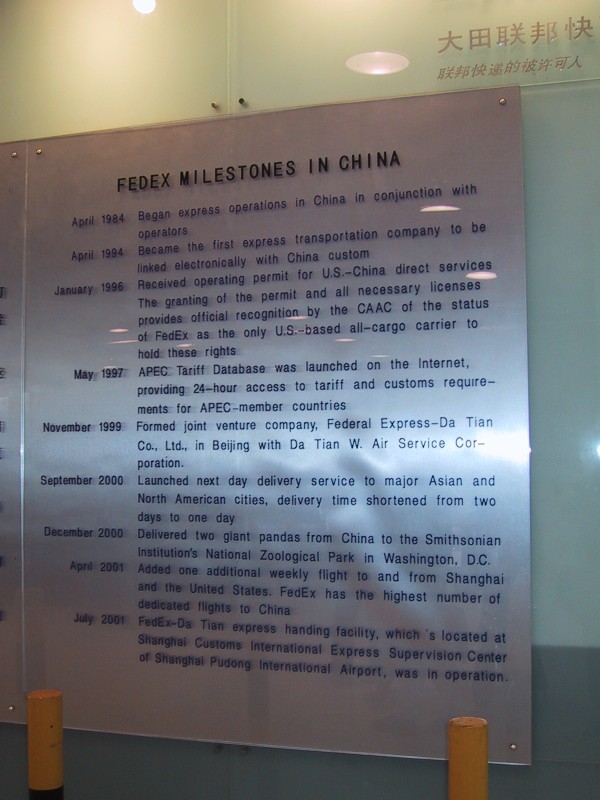 大田联邦快
联邦快递的被许可人
FEDEX MILESTONES IN CHINA
April 1984 Began express operations in China in conjunction with
operators
April 1994 Became the first express transportation company to be
linked electronically with China custom
January 1996 Received operating permit for U.S.-China direct services
The granting of the permit and all necessary licenses
provides official recognition by the CAAC of the status
of FedEx as the only U.S.-based all-cargo carrier to
hold these rights
May 1997 APEC Tariff Database was launched on the Internet,
providing 24-hour access to tariff and customs require-
ments for APEC-member countries
November 1999 Formed joint venture company, Federal Express-Da Tian
Co., Ltd., in Beijing with Da Tian W. Air Service Cor-
poration.
September 2000 Launched next day delivery service to major Asian and
North American cities, delivery time shortened from two
days to one day
December 2000 Delivered two giant pandas from China to the Smithsonian
Institution's National Zoological Park in Washington, D.C.
April 2001 Added one additional weekly flight to and from Shanghai
and the United States. FedEx has the highest number of
dedicated flights to China
July 2001 FedEx-Da Tian express handing facility, which 's located at
Shanghai Customs International Express Supervision Center
of Shanghai Pudong International Airport, was in operation.